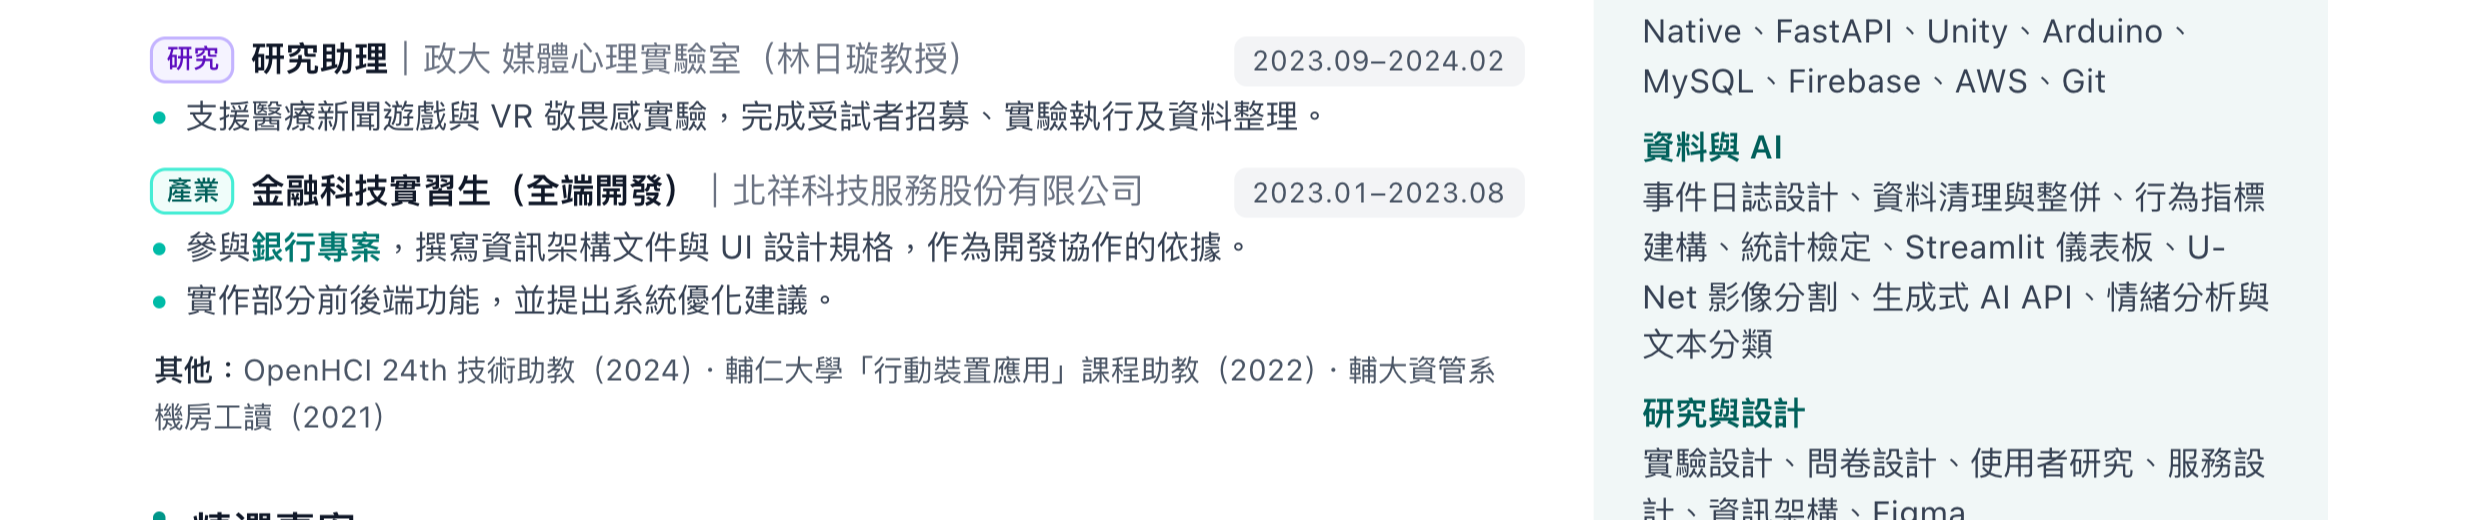 研究 研究助理｜政大 媒體心理實驗室（林日璇教授） 2023.09–2024.02
• 支援醫療新聞遊戲與 VR 敬畏感實驗，完成受試者招募、實驗執行及資料整理。
產業 金融科技實習生（全端開發）｜北祥科技服務股份有限公司 2023.01–2023.08
• 參與銀行專案，撰寫資訊架構文件與 UI 設計規格，作為開發協作的依據。
• 實作部分前後端功能，並提出系統優化建議。
其他：OpenHCI 24th 技術助教（2024）· 輔仁大學「行動裝置應用」課程助教（2022）· 輔大資管系
機房工讀（2021）
精選專案
Native、FastAPI、Unity、Arduino、
MySQL、Firebase、AWS、Git
資料與 AI
事件日誌設計、資料清理與整併、行為指標
建構、統計檢定、Streamlit 儀表板、U-
Net 影像分割、生成式 AI API、情緒分析與
文本分類
研究與設計
實驗設計、問卷設計、使用者研究、服務設
計、資訊架構、Figma